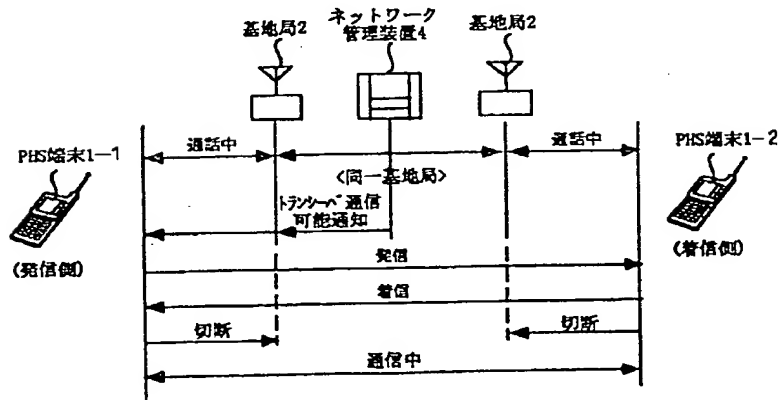 ネットワーク
管理装置4
基地局2
基地局2
PHS端末1-1
通話中
通話中
PHS端末1-2
<同一基地局>
トランシーバ通信
可能通知
(発信側)
発信
(着信側)
着信
切断
切断
通信中